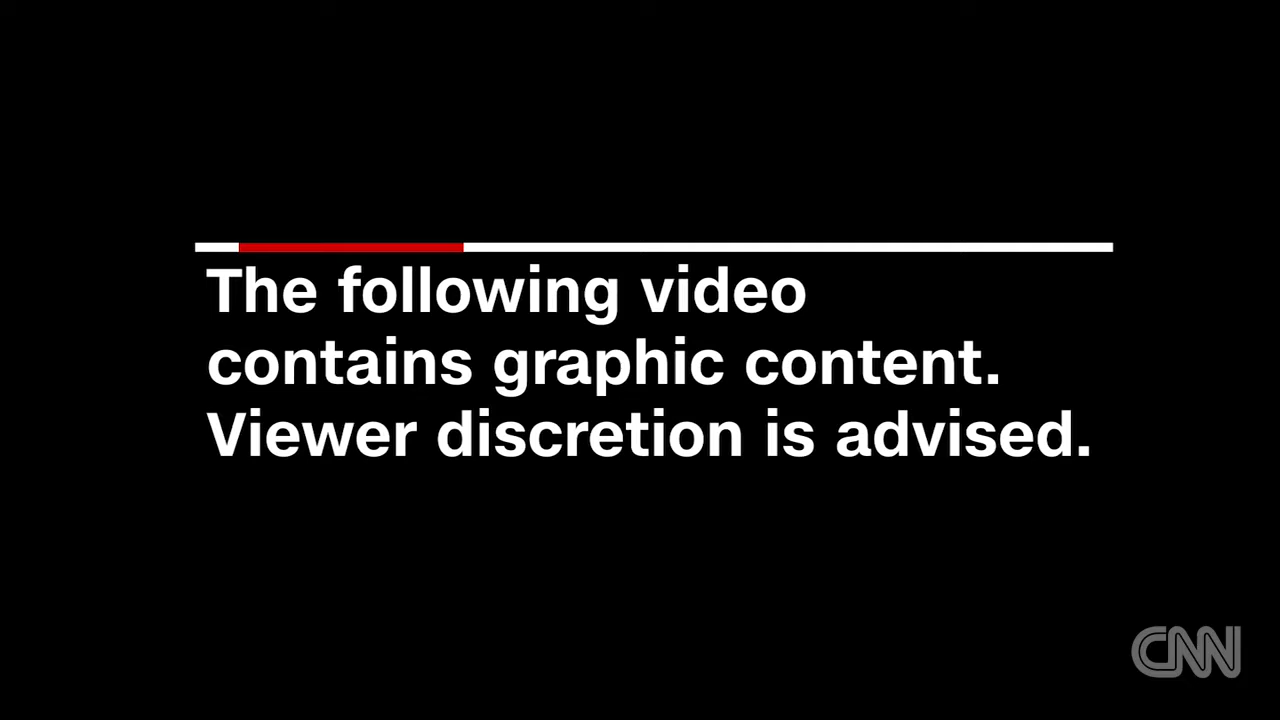 The following video
contains graphic content.
Viewer discretion is advised.
CNN